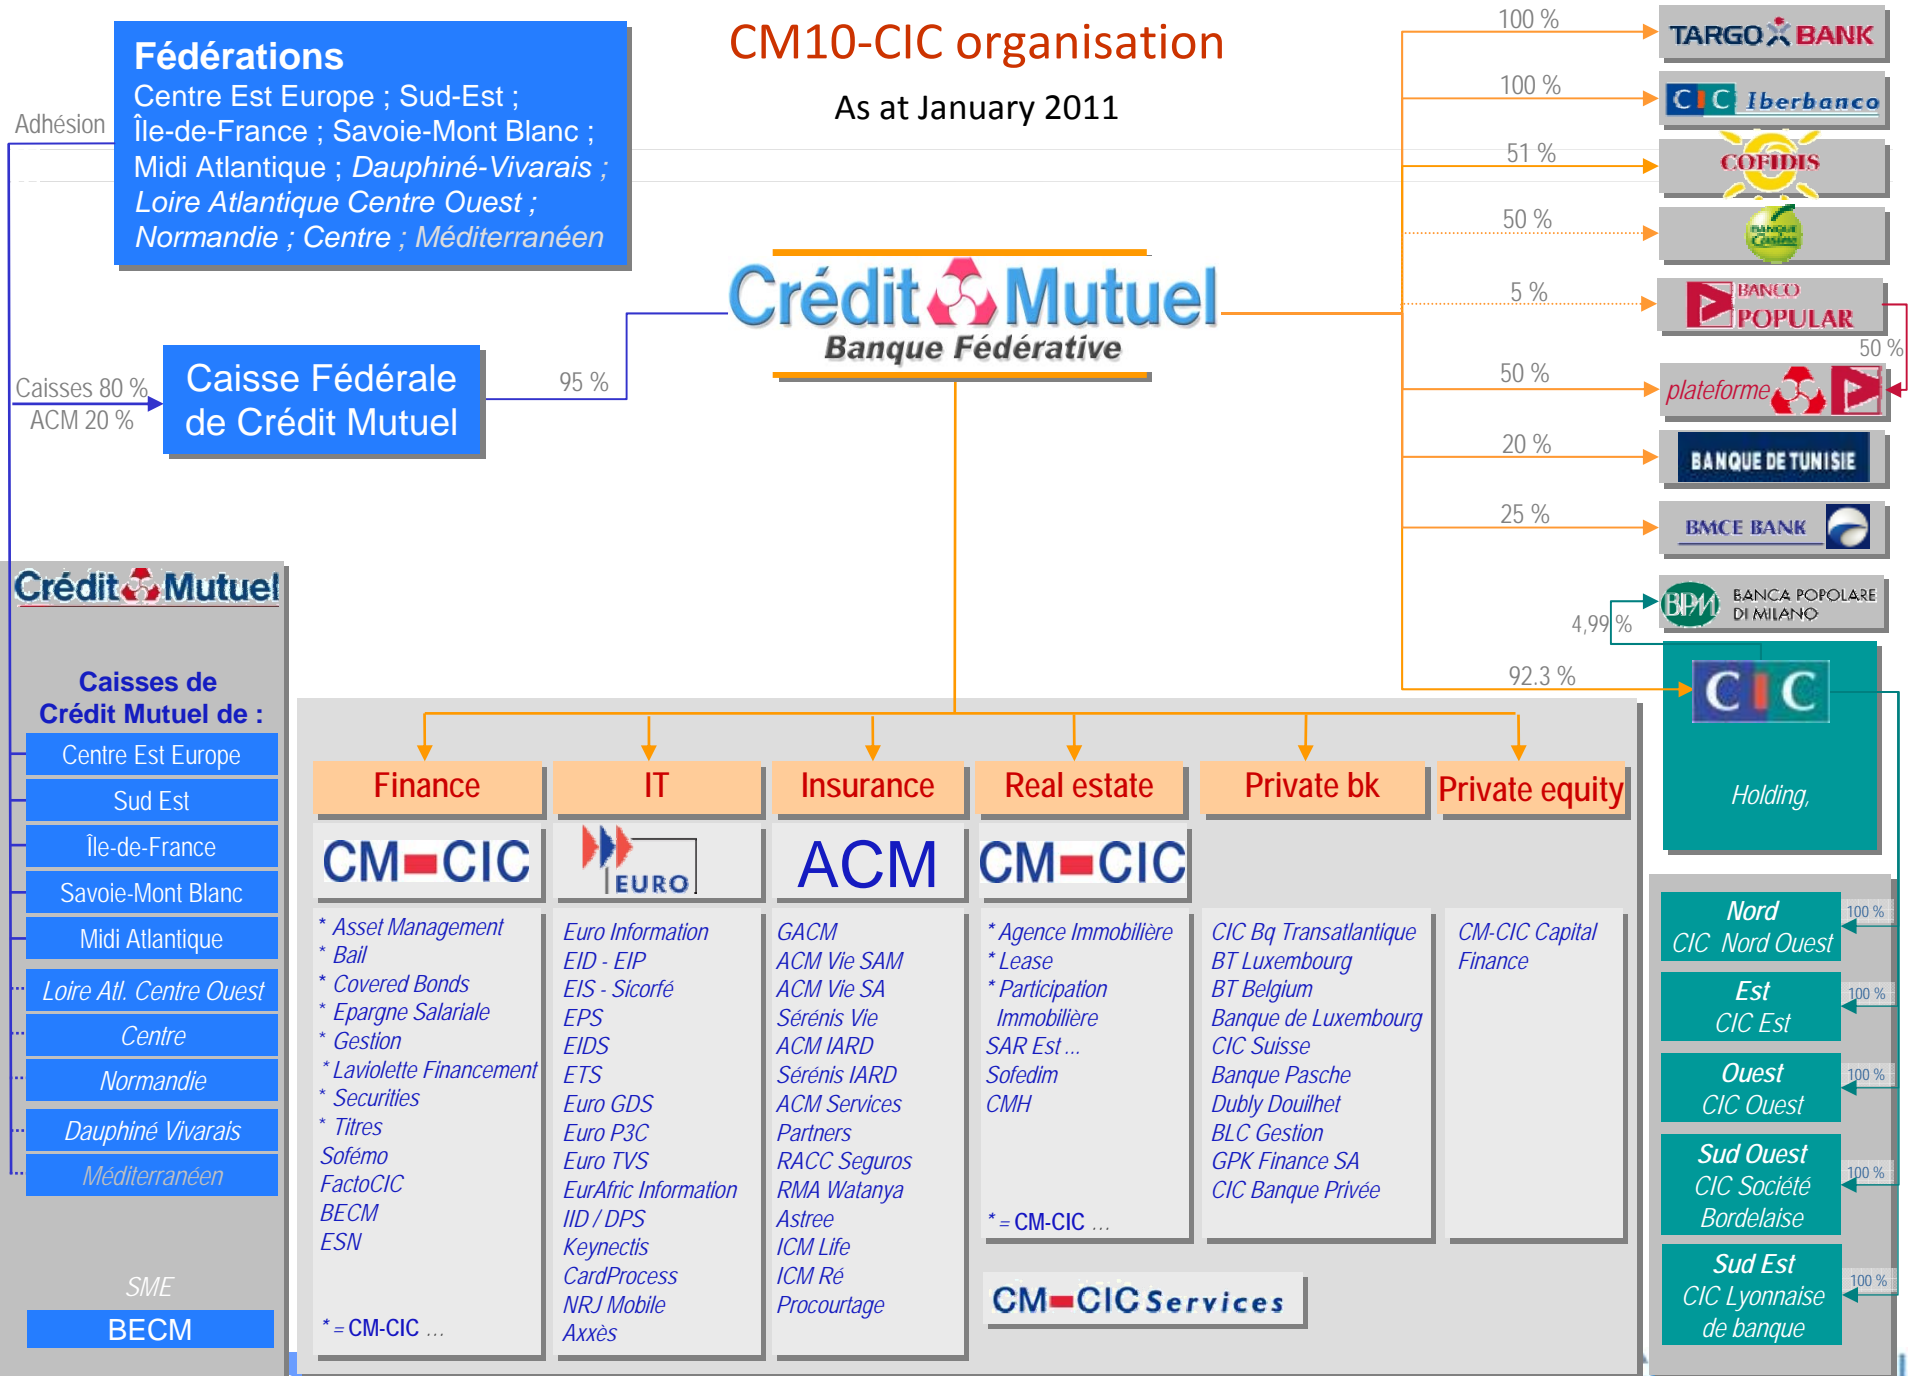 CM10-CIC organisation
As at January 2011
Fédérations
Centre Est Europe ; Sud-Est ;
Île-de-France ; Savoie-Mont Blanc ;
Midi Atlantique ; Dauphiné-Vivarais ;
Loire Atlantique Centre Ouest ;
Normandie ; Centre ; Méditerranéen
Adhésion
Caisses 80 %
ACM 20 %
Caisse Fédérale
de Crédit Mutuel
95 %
Crédit Mutuel
Banque Fédérative
100 %
TARGO BANK
100 %
CIC Iberbanco
51 %
COFIDIS
50 %
BANQUE
Casino
5 %
BANCO
POPULAR
50 %
50 %
plateforme
20 %
BANQUE DE TUNISIE
25 %
BMCE BANK
BPM BANCA POPOLARE
DI MILANO
4,99 %
92.3 %
CIC
Holding,
Nord
CIC Nord Ouest
100 %
Est
CIC Est
100 %
Ouest
CIC Ouest
100 %
Sud Ouest
CIC Société
Bordelaise
100 %
Sud Est
CIC Lyonnaise
de banque
100 %
Crédit Mutuel
Caisses de
Crédit Mutuel de :
Centre Est Europe
Sud Est
Île-de-France
Savoie-Mont Blanc
Midi Atlantique
Loire Atl. Centre Ouest
Centre
Normandie
Dauphiné Vivarais
Méditerranéen
SME
BECM
Finance
CM-CIC
* Asset Management
* Bail
* Covered Bonds
* Epargne Salariale
* Gestion
* Laviolette Financement
* Securities
* Titres
Sofémo
FactoCIC
BECM
ESN
* = CM-CIC ...
IT
EURO
Euro Information
EID - EIP
EIS - Sicorfé
EPS
EIDS
ETS
Euro GDS
Euro P3C
Euro TVS
EurAfric Information
IID / DPS
Keynectis
CardProcess
NRJ Mobile
Axxès
Insurance
ACM
GACM
ACM Vie SAM
ACM Vie SA
Sérénis Vie
ACM IARD
Sérénis IARD
ACM Services
Partners
RACC Seguros
RMA Watanya
Astree
ICM Life
ICM Ré
Procourtage
Real estate
CM-CIC
* Agence Immobilière
* Lease
* Participation
Immobilière
SAR Est ...
Sofedim
CMH
* = CM-CIC ...
Private bk
CIC Bq Transatlantique
BT Luxembourg
BT Belgium
Banque de Luxembourg
CIC Suisse
Banque Pasche
Dubly Douilhet
BLC Gestion
GPK Finance SA
CIC Banque Privée
Private equity
CM-CIC Capital
Finance
CM-CIC Services